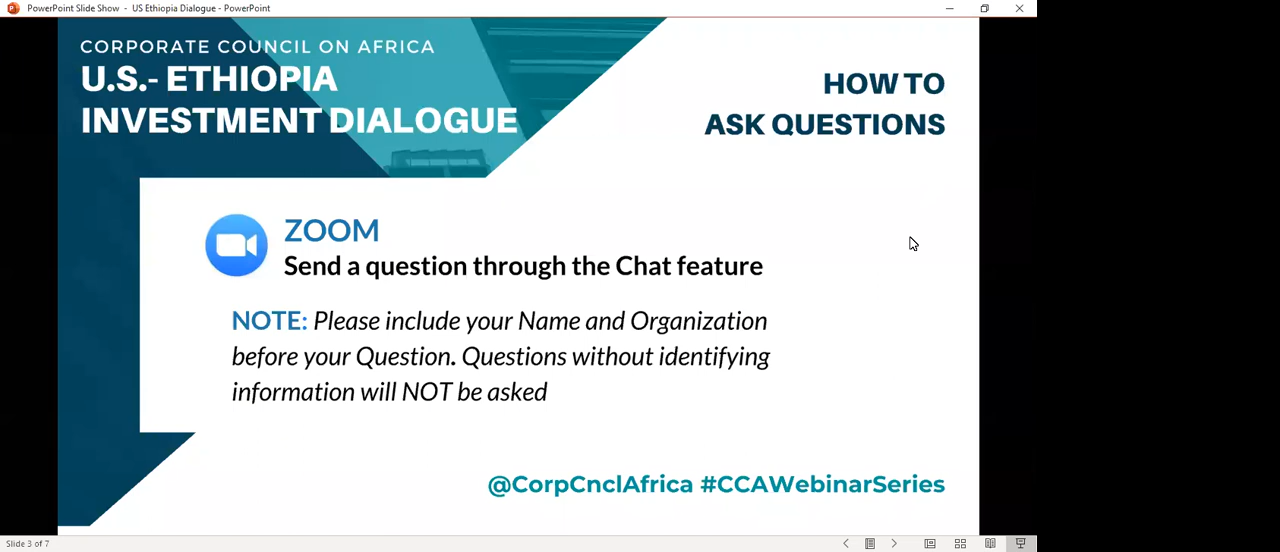 PowerPoint Slide Show - US Ethiopia Dialogue - PowerPoint
CORPORATE COUNCIL ON AFRICA
U.S.- ETHIOPIA
INVESTMENT DIALOGUE
HOW TO
ASK QUESTIONS
ZOOM
Send a question through the Chat feature
NOTE: Please include your Name and Organization
before your Question. Questions without identifying
information will NOT be asked
@CorpCnclAfrica #CCAWebinarSeries
Slide 3 of 7